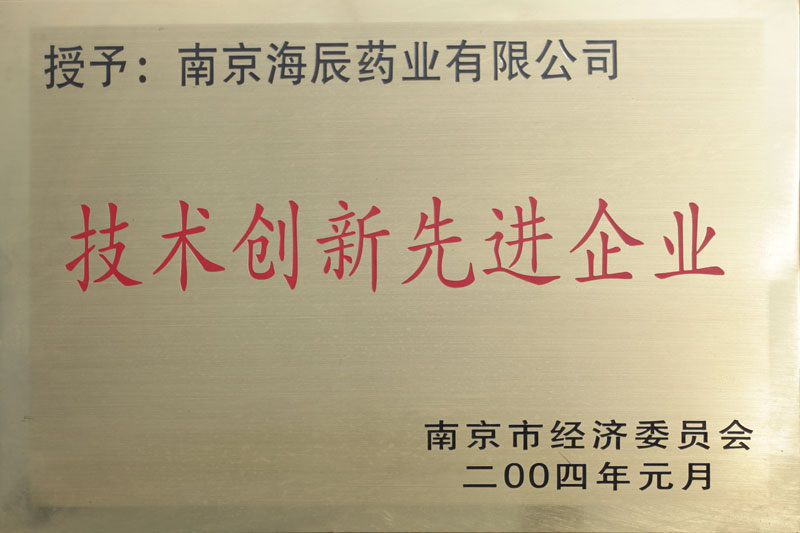 授予：南京海辰药业有限公司
技术创新先进企业
南京市经济委员会
二00四年元月